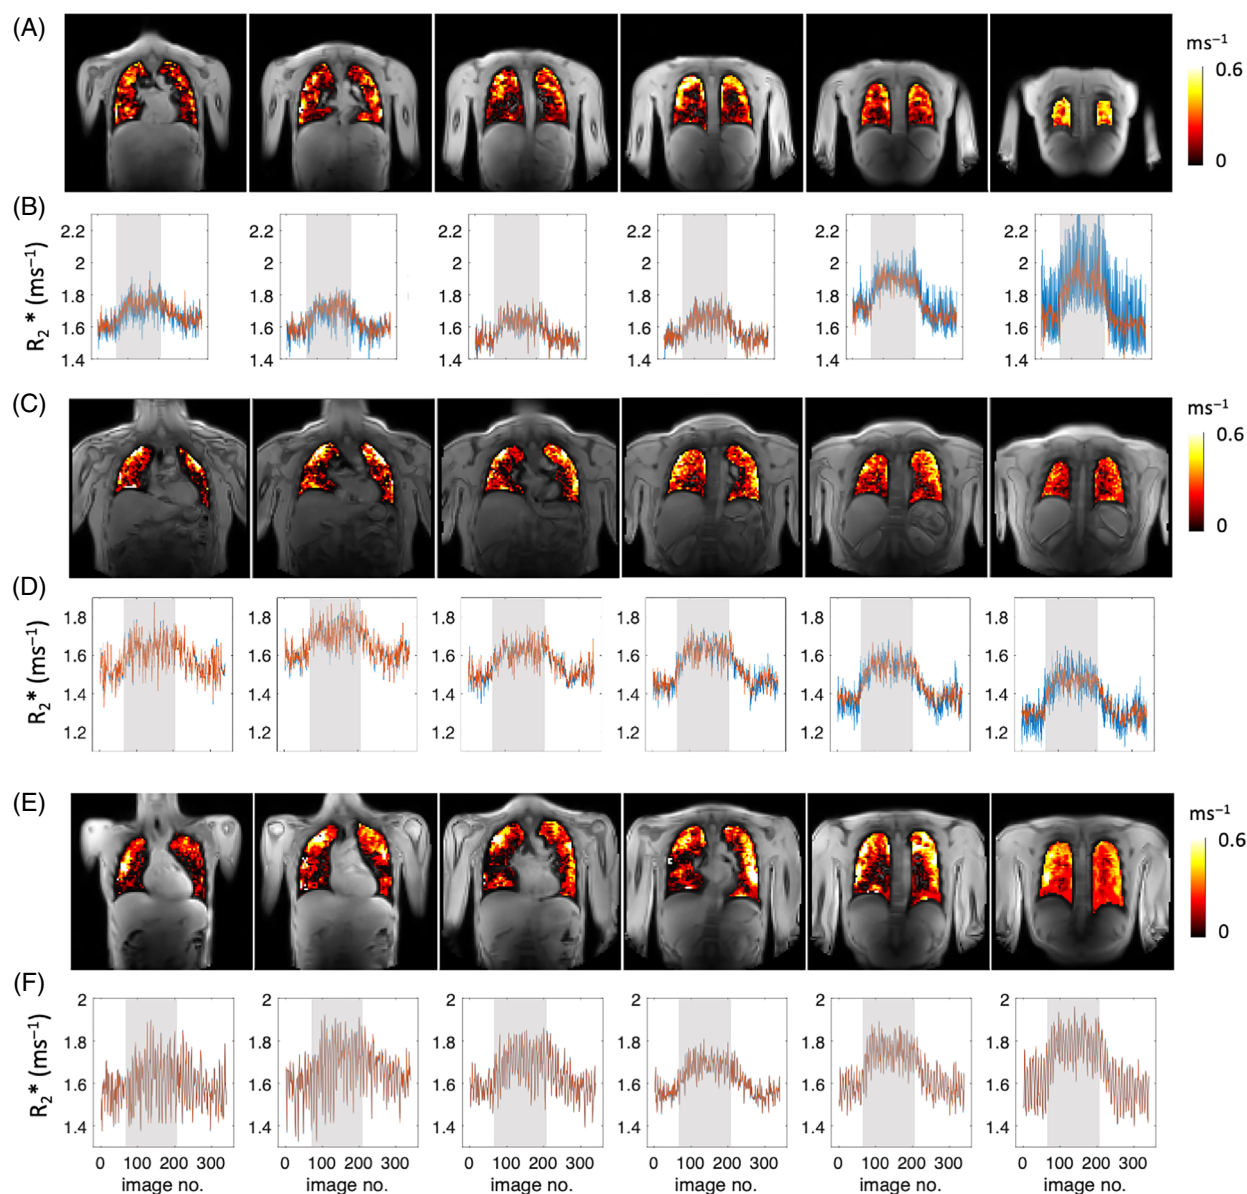 (A)
ms⁻¹
0.6
0
(B)
R₂* (ms⁻¹)
2.2 2.2 2.2 2.2 2.2 2.2
2 2 2 2 2 2
1.8 1.8 1.8 1.8 1.8 1.8
1.6 1.6 1.6 1.6 1.6 1.6
1.4 1.4 1.4 1.4 1.4 1.4
(C)
ms⁻¹
0.6
0
(D)
R₂* (ms⁻¹)
1.8 1.8 1.8 1.8 1.8 1.8
1.6 1.6 1.6 1.6 1.6 1.6
1.4 1.4 1.4 1.4 1.4 1.4
1.2 1.2 1.2 1.2 1.2 1.2
(E)
ms⁻¹
0.6
0
(F)
R₂* (ms⁻¹)
2 2 2 2 2 2
1.8 1.8 1.8 1.8 1.8 1.8
1.6 1.6 1.6 1.6 1.6 1.6
1.4 1.4 1.4 1.4 1.4 1.4
0 100 200 300 0 100 200 300 0 100 200 300 0 100 200 300 0 100 200 300 0 100 200 300
image no. image no. image no. image no. image no. image no.